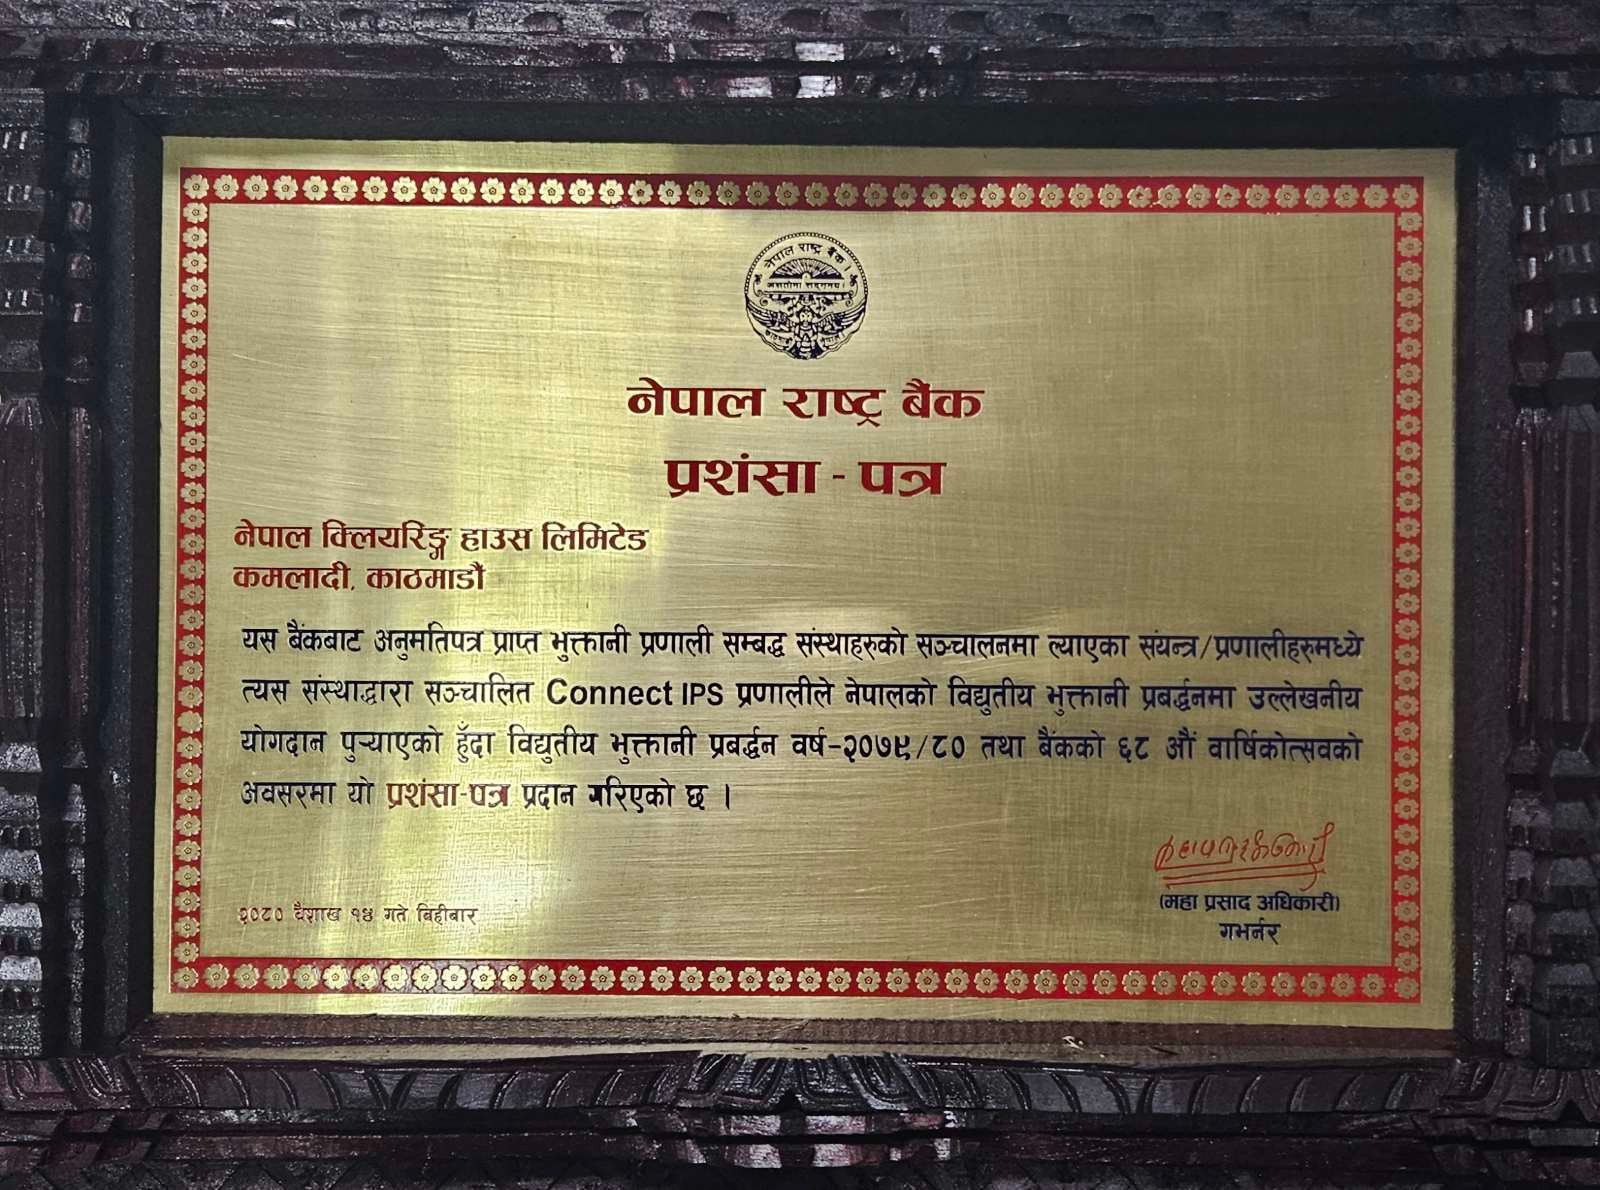 नेपाल राष्ट्र बैंक
नेपाल राष्ट्र बैंक
प्रशंसा - पत्र
नेपाल क्लियरिङ्ग हाउस लिमिटेड
कमलादी, काठमाडौं
यस बैंकबाट अनुमतिपत्र प्राप्त भुक्तानी प्रणाली सम्बद्ध संस्थाहरुको सञ्चालनमा ल्याएका संयन्त्र/प्रणालीहरुमध्ये
त्यस संस्थाद्धारा सञ्चालित Connect IPS प्रणालीले नेपालको विद्युतीय भुक्तानी प्रबर्द्धनमा उल्लेखनीय
योगदान पुर्‍याएको हुँदा विद्युतीय भुक्तानी प्रबर्द्धन वर्ष-२०७९/८० तथा बैंकको ६८ औं वार्षिकोत्सवको
अवसरमा यो प्रशंसा-पत्र प्रदान गरिएको छ ।
२०८० वैशाख १४ गते बिहीबार
(महा प्रसाद अधिकारी)
गभर्नर